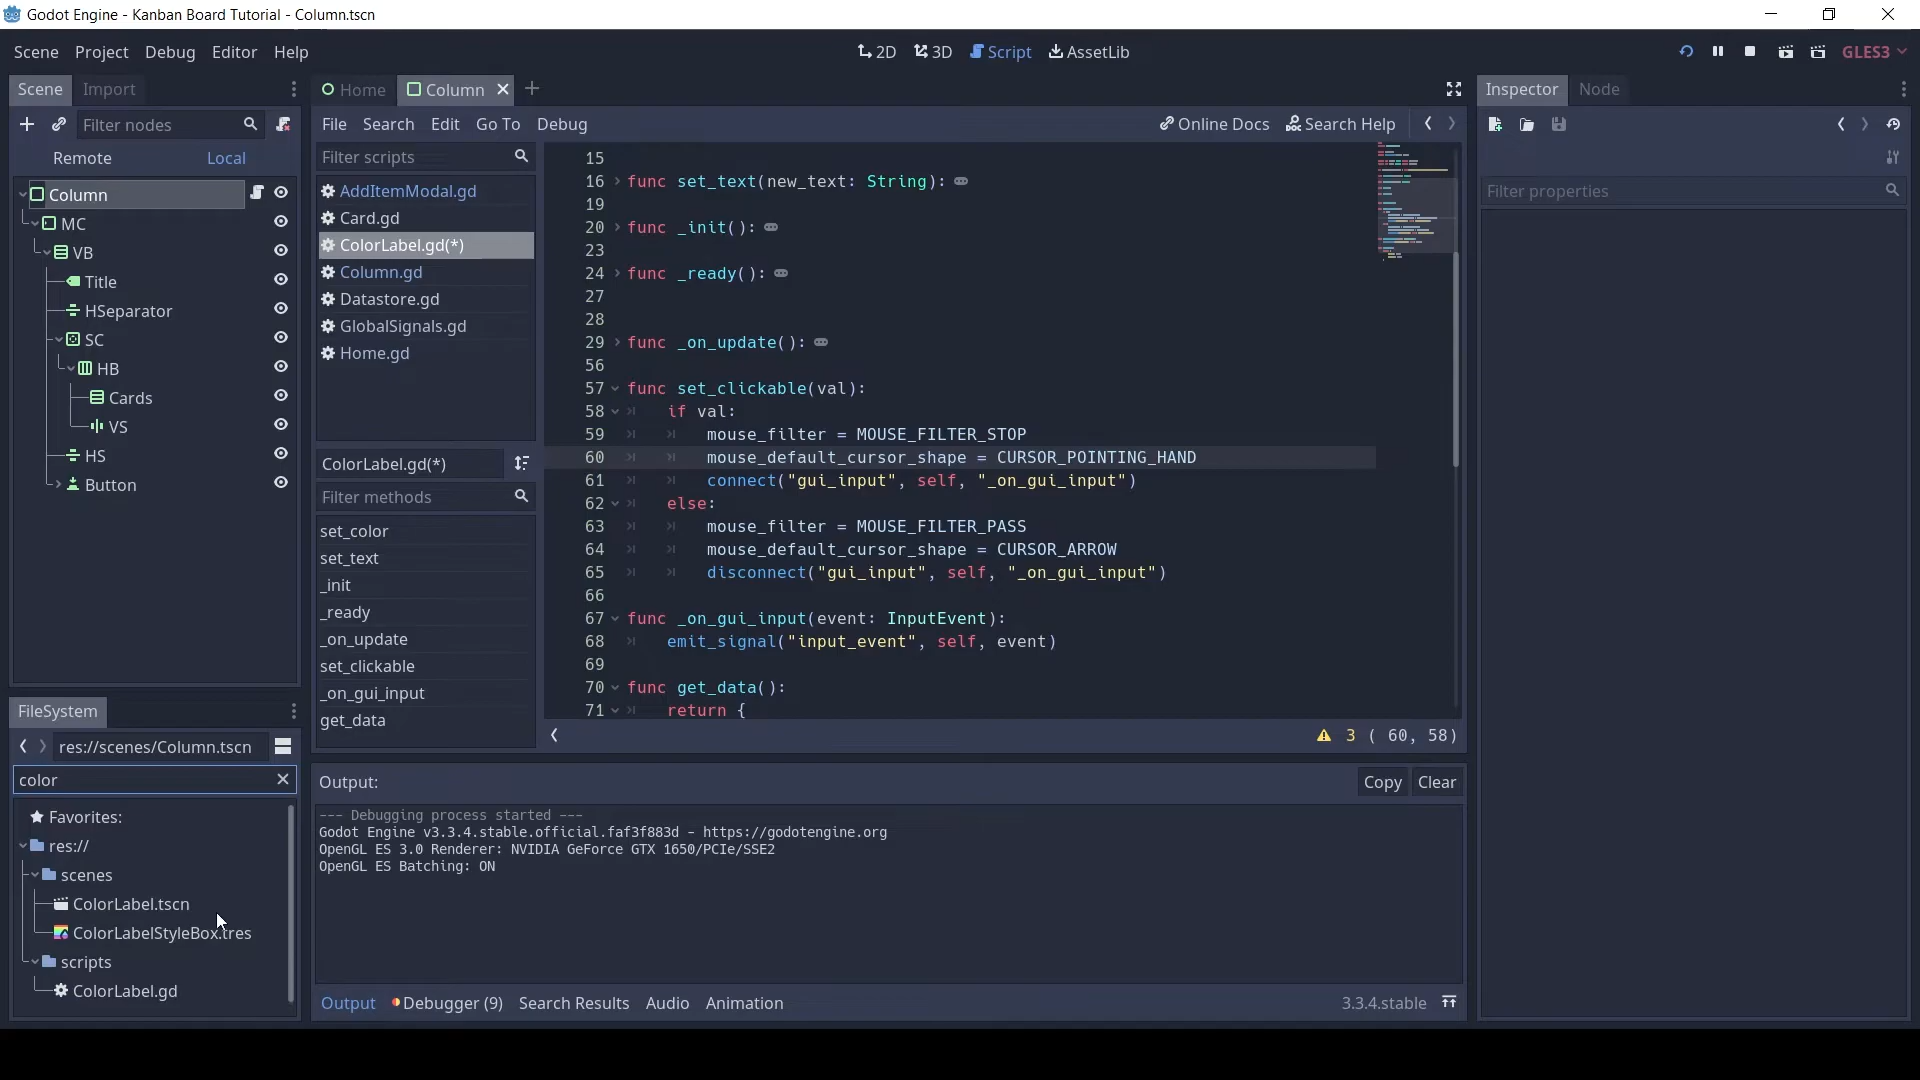 Godot Engine - Kanban Board Tutorial - Column.tscn
Scene Project Debug Editor Help
2D 3D Script AssetLib
GLES3
Scene Import
Filter nodes
Remote Local
Column
MC
VB
Title
HSeparator
SC
HB
Cards
VS
HS
Button
FileSystem
res://scenes/Column.tscn
color
Favorites:
res://
scenes
ColorLabel.tscn
ColorLabelStyleBox.tres
scripts
ColorLabel.gd
Home Column
File Search Edit Go To Debug
Online Docs Search Help
Filter scripts
AddItemModal.gd
Card.gd
ColorLabel.gd(*)
Column.gd
Datastore.gd
GlobalSignals.gd
Home.gd
ColorLabel.gd(*)
Filter methods
set_color
set_text
_init
_ready
_on_update
set_clickable
_on_gui_input
get_data
15
16 func set_text(new_text: String):
19
20 func _init():
23
24 func _ready():
27
28
29 func _on_update():
56
57 func set_clickable(val):
58 if val:
59 mouse_filter = MOUSE_FILTER_STOP
60 mouse_default_cursor_shape = CURSOR_POINTING_HAND
61 connect("gui_input", self, "_on_gui_input")
62 else:
63 mouse_filter = MOUSE_FILTER_PASS
64 mouse_default_cursor_shape = CURSOR_ARROW
65 disconnect("gui_input", self, "_on_gui_input")
66
67 func _on_gui_input(event: InputEvent):
68 emit_signal("input_event", self, event)
69
70 func get_data():
71 return {
3 ( 60, 58)
Output:
Copy Clear
--- Debugging process started ---
Godot Engine v3.3.4.stable.official.faf3f883d - https://godotengine.org
OpenGL ES 3.0 Renderer: NVIDIA GeForce GTX 1650/PCIe/SSE2
OpenGL ES Batching: ON
Output Debugger (9) Search Results Audio Animation
3.3.4.stable
Inspector Node
Filter properties